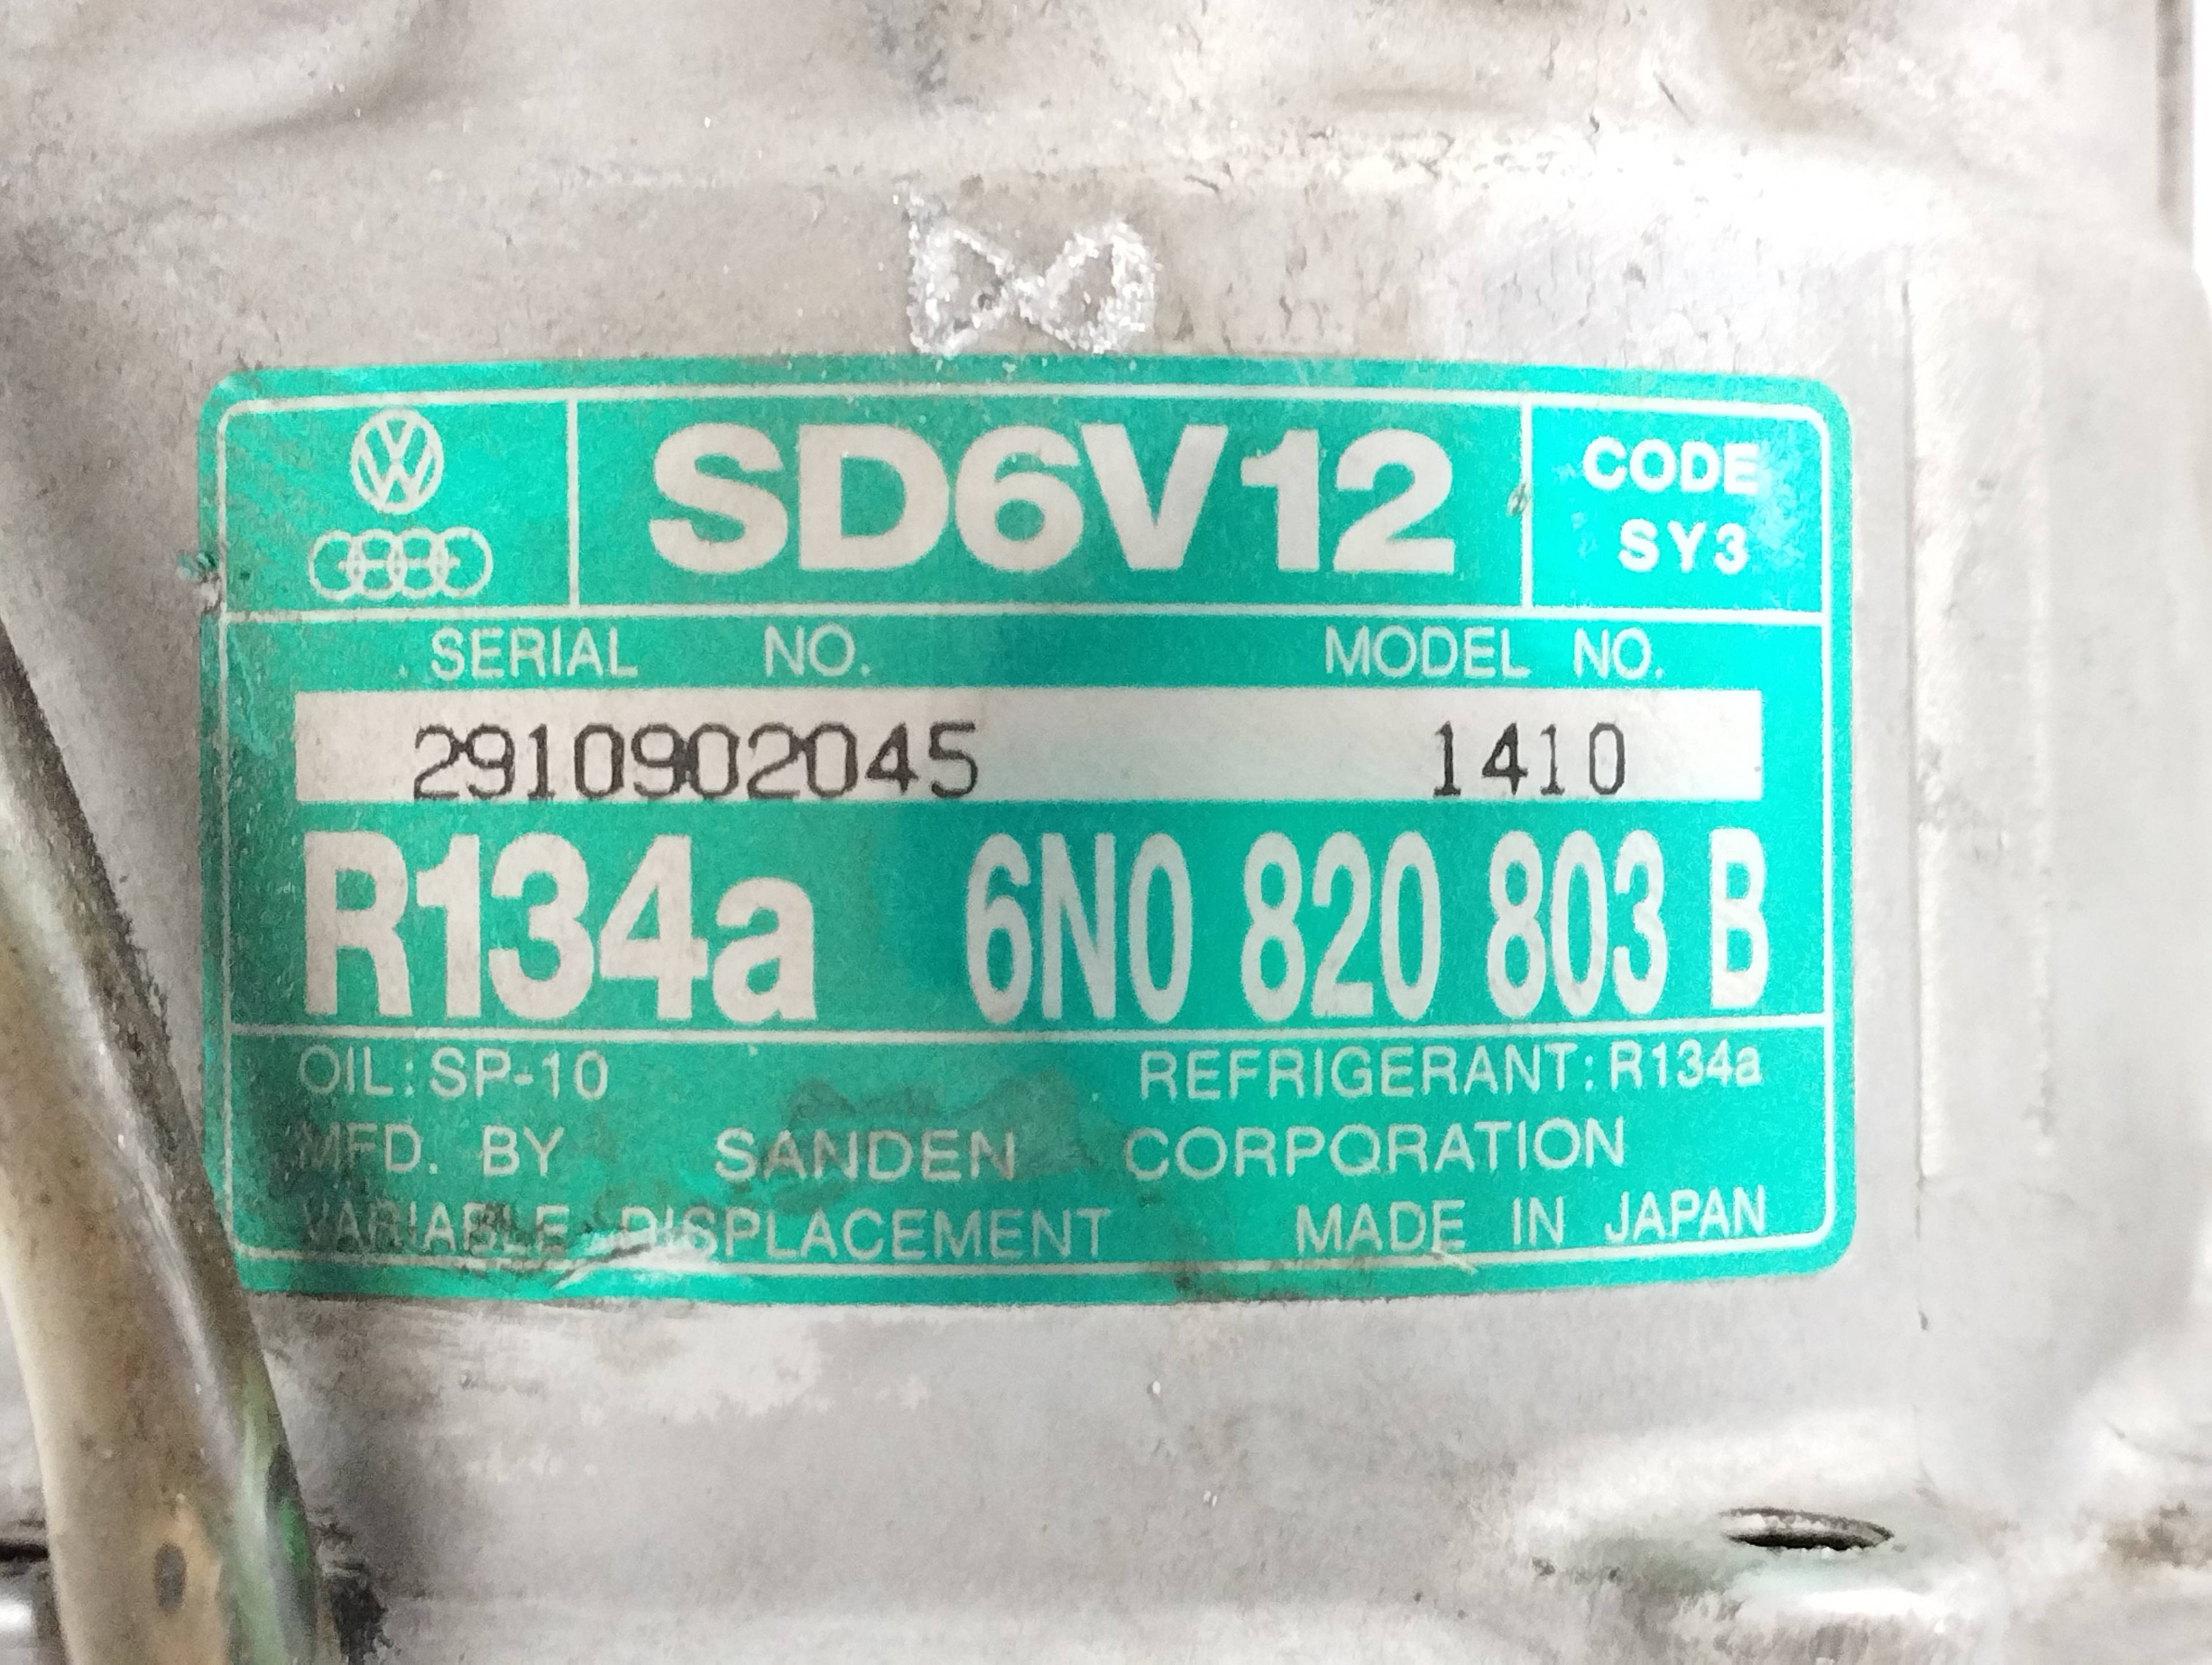 SD6V12
CODE
SY3
SERIAL NO. MODEL NO.
2910902045 1410
R134a 6N0 820 803 B
OIL: SP-10 REFRIGERANT: R134a
MFD. BY SANDEN CORPORATION
VARIABLE DISPLACEMENT MADE IN JAPAN